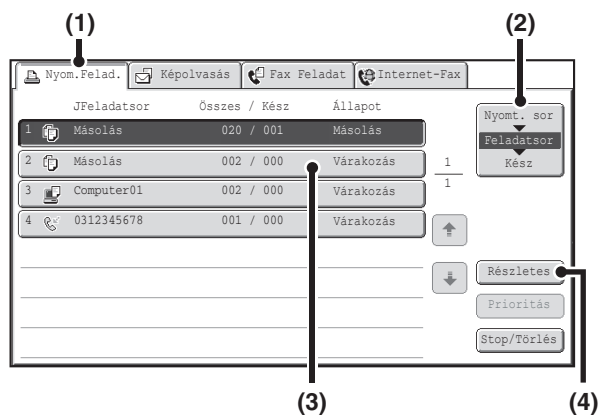 (1) (2)
Nyom.Felad. Képolvasás Fax Feladat Internet-Fax
JFeladatsor Összes / Kész Állapot
Nyomt. sor
1 Másolás 020 / 001 Másolás
Feladatsor
2 Másolás 002 / 000 Várakozás
Kész
1
1
3 Computer01 002 / 000 Várakozás
4 0312345678 001 / 000 Várakozás
Részletes
Prioritás
Stop/Törlés
(3) (4)